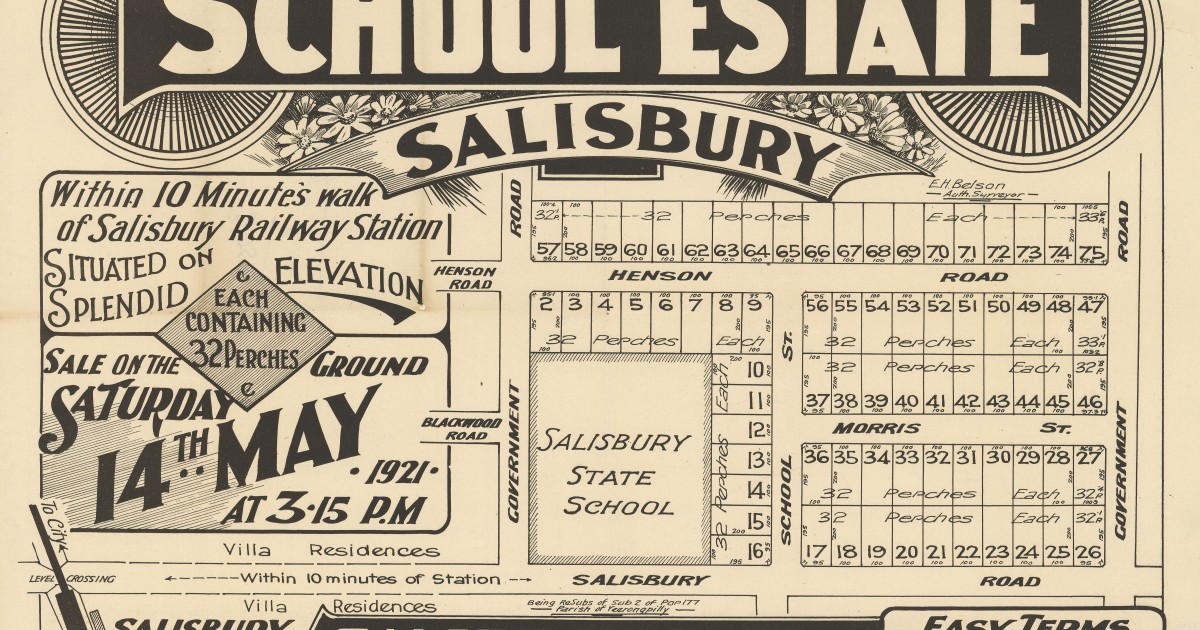 SCHOOL ESTATE
SALISBURY
Within 10 Minute's walk
of Salisbury Railway Station
SITUATED ON
SPLENDID
ELEVATION
EACH
CONTAINING
32 PERCHES
SALE ON THE
GROUND
SATURDAY
14TH MAY
1921
AT 3.15 P.M
To City
LEVEL CROSSING
Villa Residences
Within 10 minutes of Station
Villa Residences
SALISBURY
HENSON
ROAD
BLACKWOOD
ROAD
ROAD
GOVERNMENT
E.H. Belson
Auth. Surveyor
32 Perches Each 33
57 58 59 60 61 62 63 64 65 66 67 68 69 70 71 72 73 74 75
ROAD
HENSON ROAD
2 3 4 5 6 7 8 9
32 Perches Each
SALISBURY
STATE
SCHOOL
10
11
12
13
14
15
16
32 Perches Each
SCHOOL ST.
56 55 54 53 52 51 50 49 48 47
32 Perches Each 33
32 Perches Each 32
37 38 39 40 41 42 43 44 45 46
MORRIS ST.
36 35 34 33 32 31 30 29 28 27
32 Perches Each 32
32 Perches Each 32
17 18 19 20 21 22 23 24 25 26
GOVERNMENT
SALISBURY ROAD
Being ReSubs of Sub 2 of Por 177
Parish of Yeerongpilly
EASY TERMS